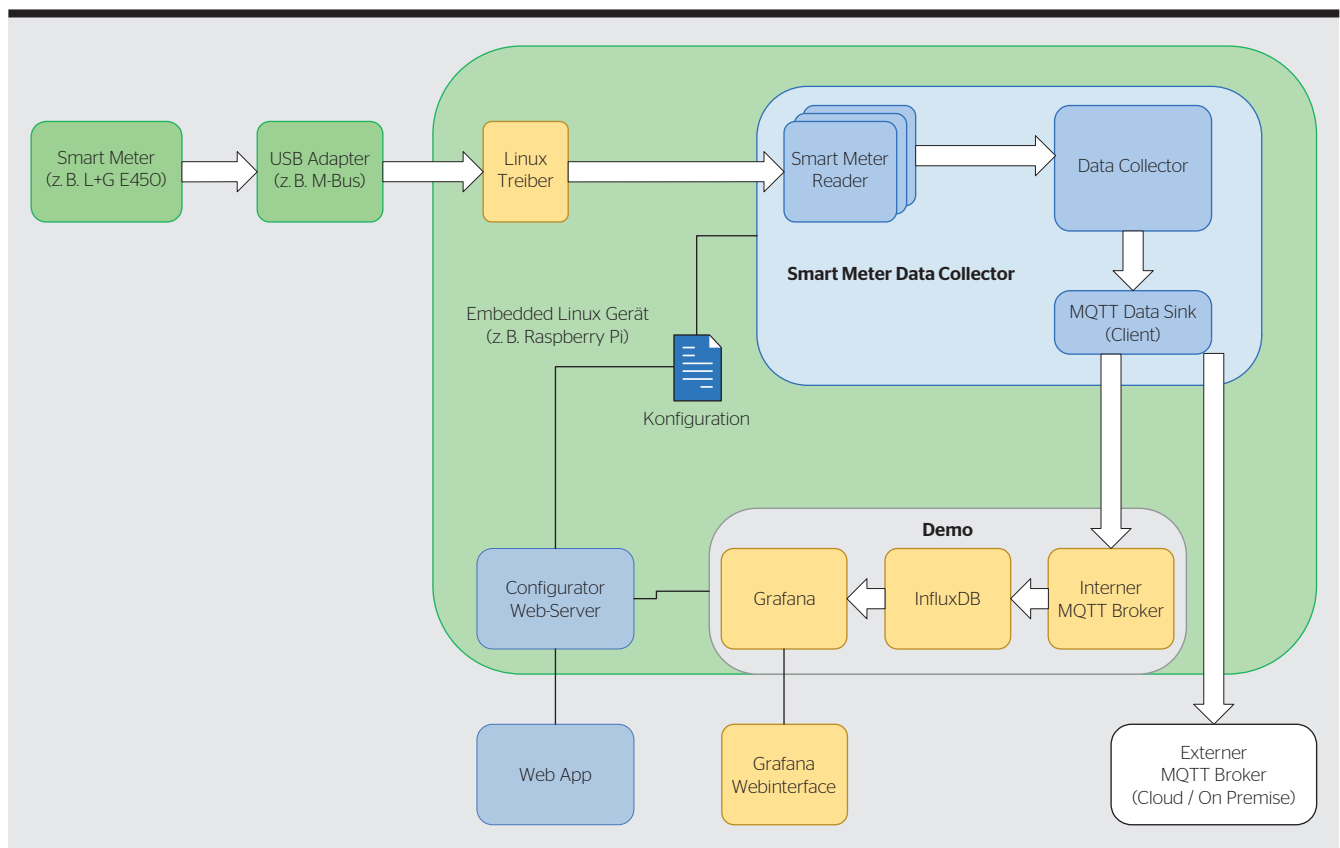 Smart Meter
(z. B. L+G E450)
USB Adapter
(z. B. M-Bus)
Linux
Treiber
Smart Meter
Reader
Data Collector
Smart Meter Data Collector
MQTT Data Sink
(Client)
Embedded Linux Gerät
(z. B. Raspberry Pi)
Konfiguration
Demo
Configurator
Web-Server
Grafana
InfluxDB
Interner
MQTT Broker
Web App
Grafana
Webinterface
Externer
MQTT Broker
(Cloud / On Premise)